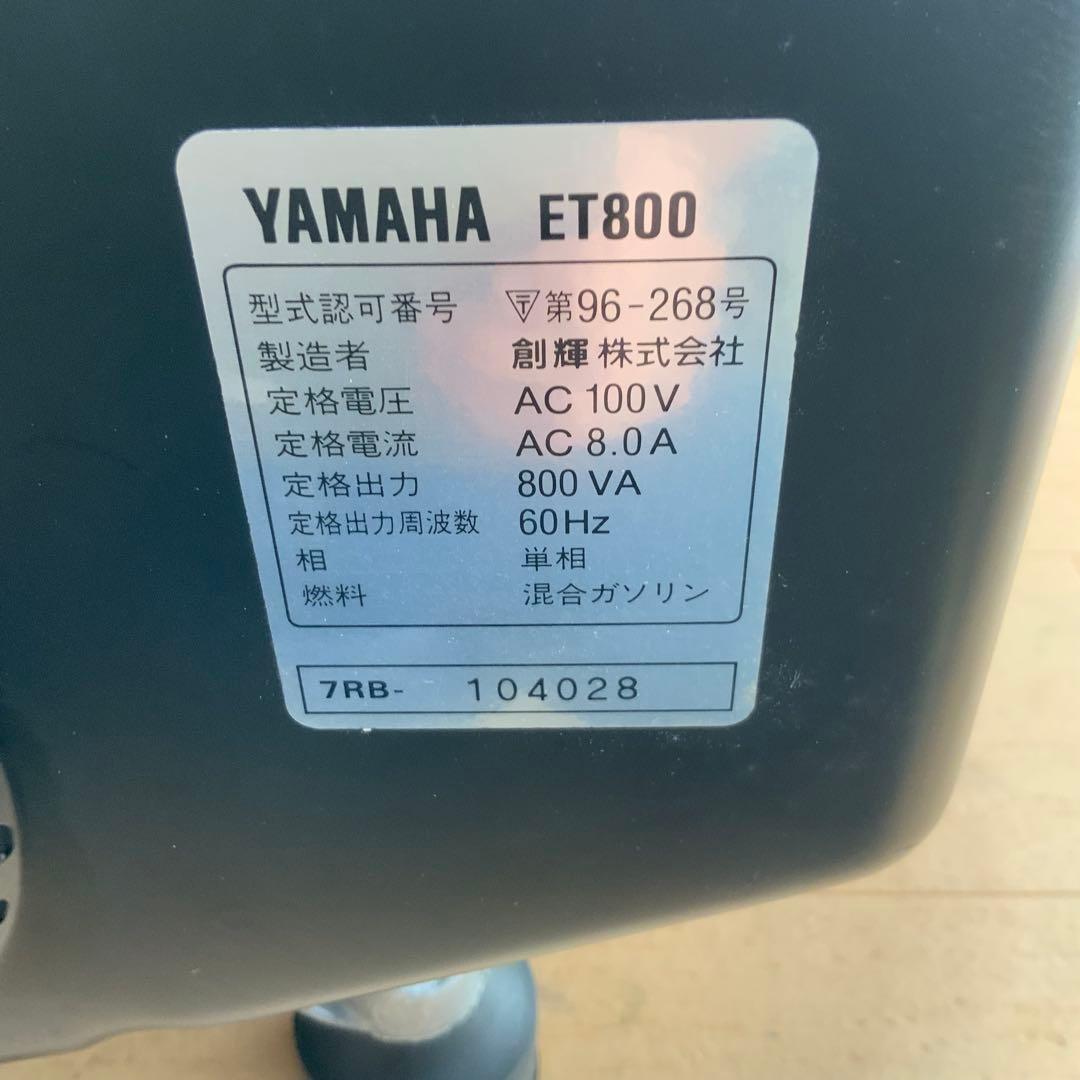 YAMAHA ET800
型式認可番号 第96-268号
製造者 創輝株式会社
定格電圧 AC 100V
定格電流 AC 8.0A
定格出力 800 VA
定格出力周波数 60Hz
相 単相
燃料 混合ガソリン
7RB- 104028